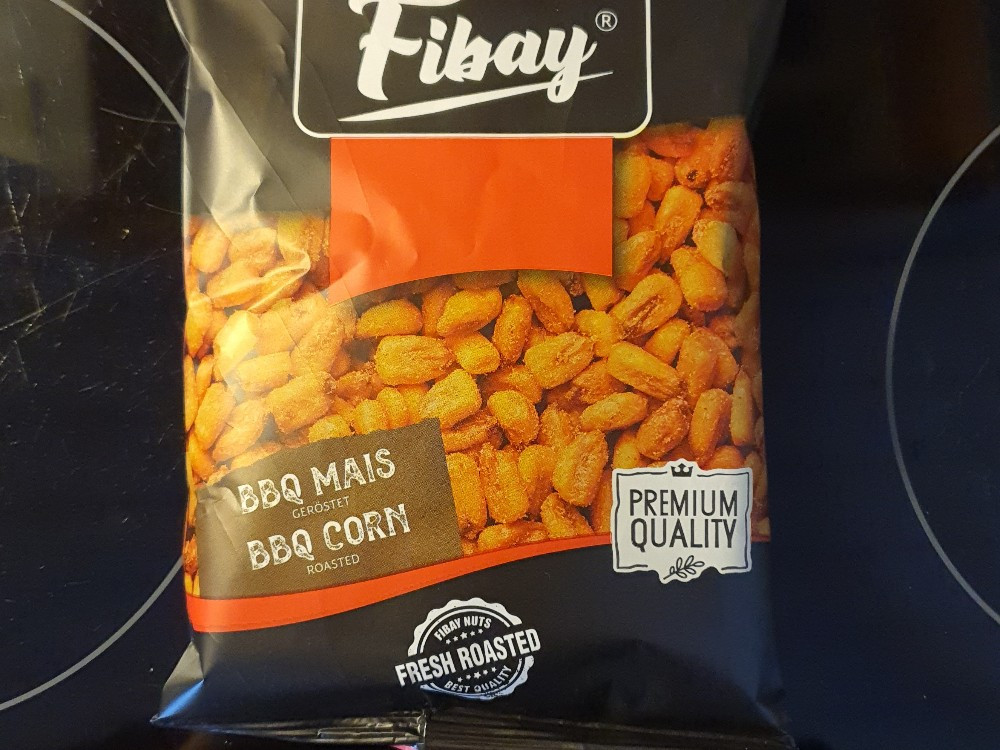 Fibay®
BBQ MAIS
GERÖSTET
BBQ CORN
ROASTED
PREMIUM
QUALITY
FIBAY NUTS
FRESH ROASTED
BEST QUALITY